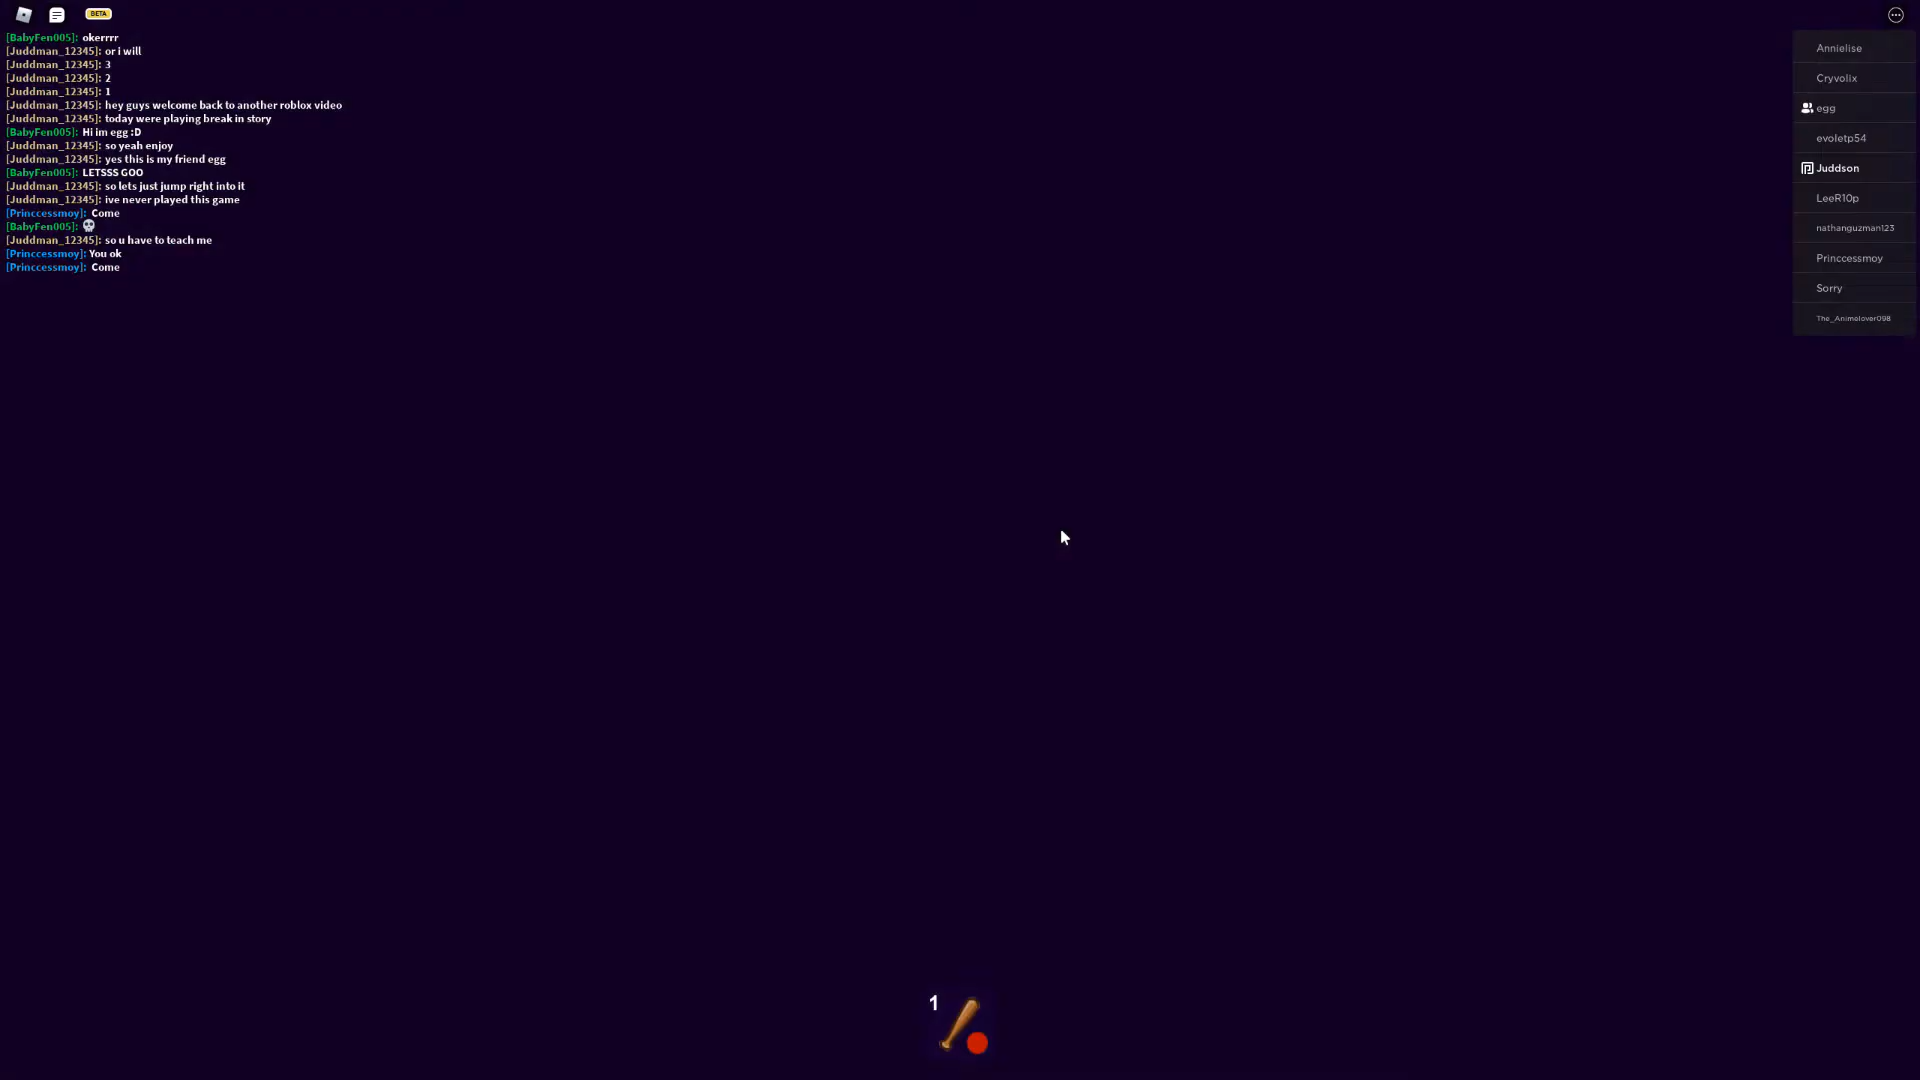 BETA
[BabyFen005]: okerrrr
[Juddman_12345]: or i will
[Juddman_12345]: 3
[Juddman_12345]: 2
[Juddman_12345]: 1
[Juddman_12345]: hey guys welcome back to another roblox video
[Juddman_12345]: today were playing break in story
[BabyFen005]: Hi im egg :D
[Juddman_12345]: so yeah enjoy
[Juddman_12345]: yes this is my friend egg
[BabyFen005]: LETSSS GOO
[Juddman_12345]: so lets just jump right into it
[Juddman_12345]: ive never played this game
[Princcessmoy]: Come
[BabyFen005]: 💀
[Juddman_12345]: so u have to teach me
[Princcessmoy]: You ok
[Princcessmoy]: Come
Annielise
Cryvolix
egg
evoletp54
Juddson
LeeR10p
nathanguzman123
Princcessmoy
Sorry
The_Animelover098
1